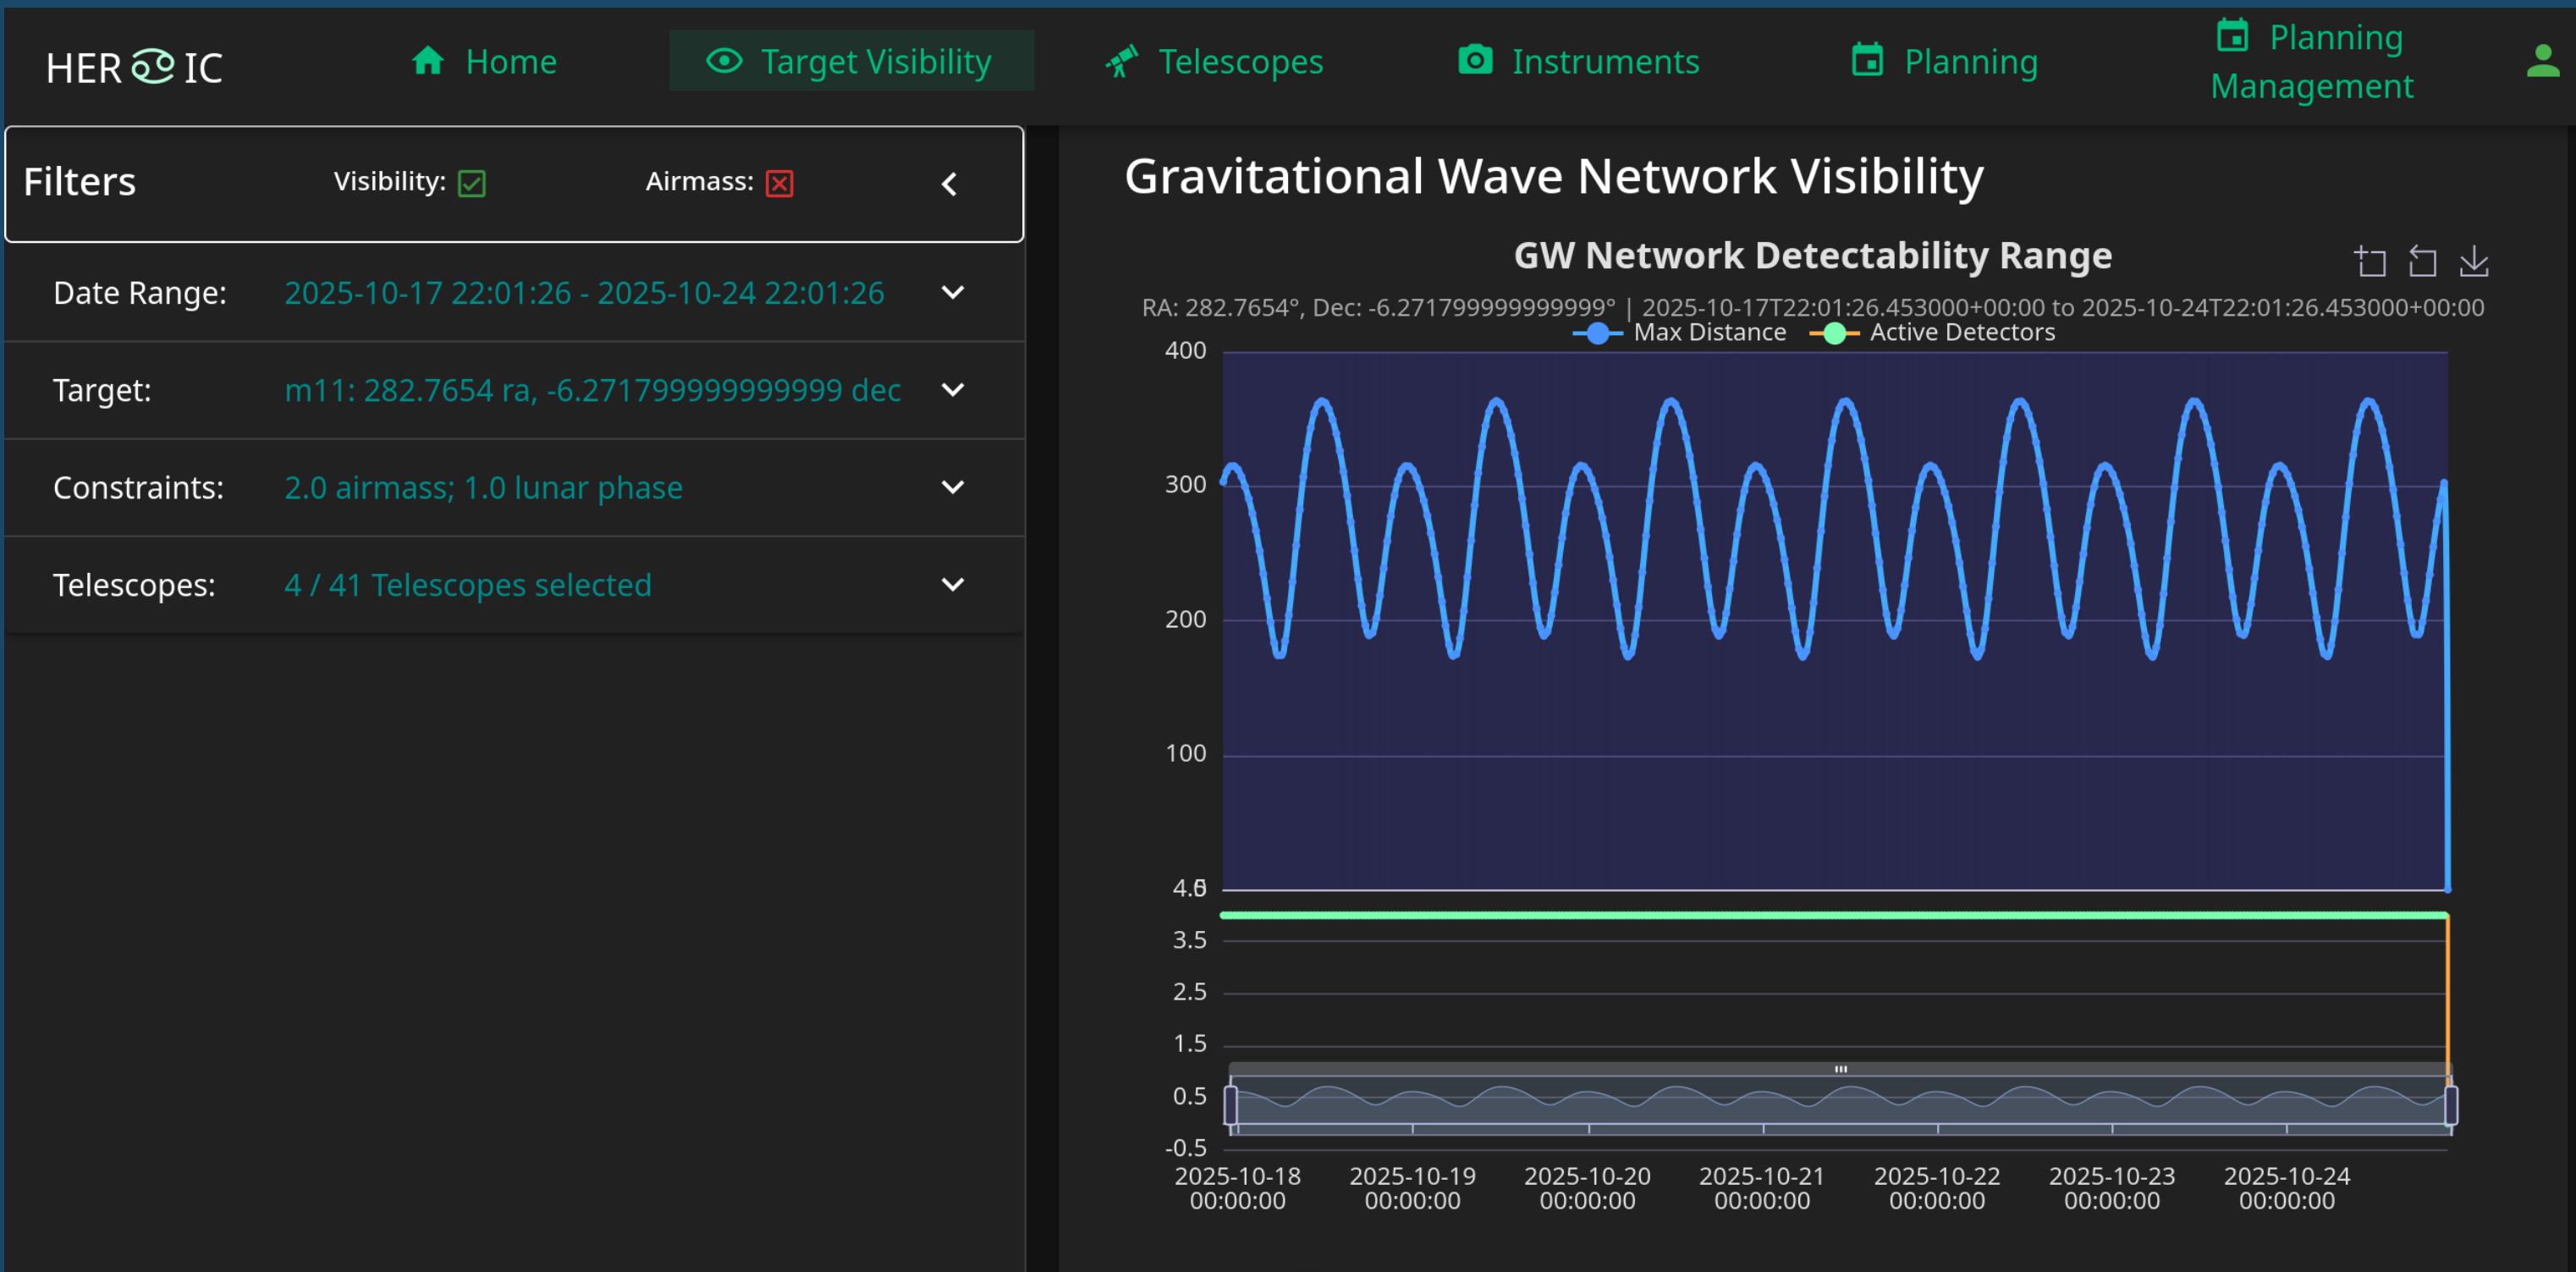 HER IC
Home
Target Visibility
Telescopes
Instruments
Planning
Planning
Management
Filters
Visibility:
Airmass:
Date Range: 2025-10-17 22:01:26 - 2025-10-24 22:01:26
Target: m11: 282.7654 ra, -6.271799999999999 dec
Constraints: 2.0 airmass; 1.0 lunar phase
Telescopes: 4 / 41 Telescopes selected
Gravitational Wave Network Visibility
GW Network Detectability Range
RA: 282.7654°, Dec: -6.271799999999999° | 2025-10-17T22:01:26.453000+00:00 to 2025-10-24T22:01:26.453000+00:00
Max Distance Active Detectors
400
300
200
100
3.5
2.5
1.5
0.5
-0.5
2025-10-18 2025-10-19 2025-10-20 2025-10-21 2025-10-22 2025-10-23 2025-10-24
00:00:00 00:00:00 00:00:00 00:00:00 00:00:00 00:00:00 00:00:00